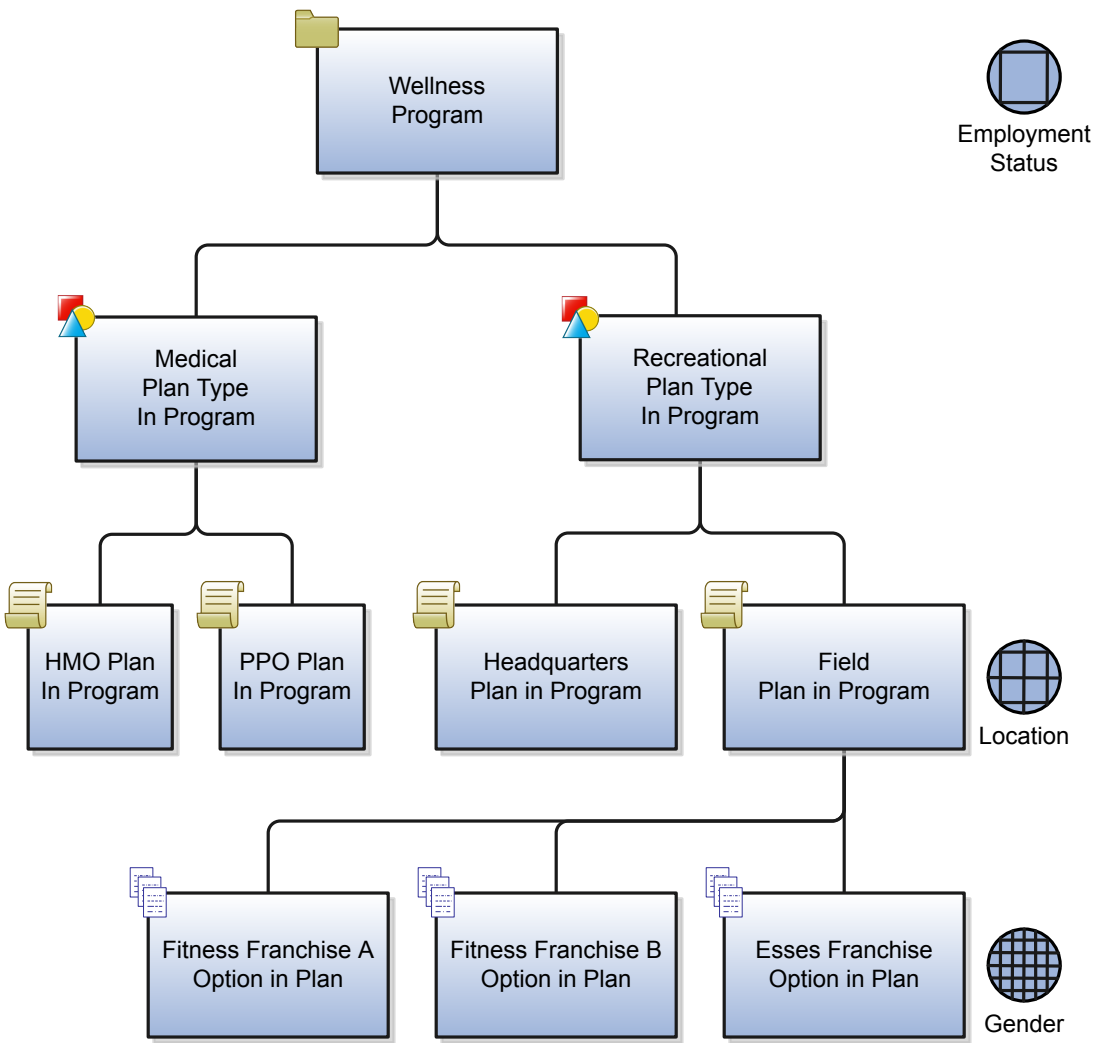 Wellness
Program
Employment
Status
Medical
Plan Type
In Program
Recreational
Plan Type
In Program
HMO Plan
In Program
PPO Plan
In Program
Headquarters
Plan in Program
Field
Plan in Program
Location
Fitness Franchise A
Option in Plan
Fitness Franchise B
Option in Plan
Esses Franchise
Option in Plan
Gender